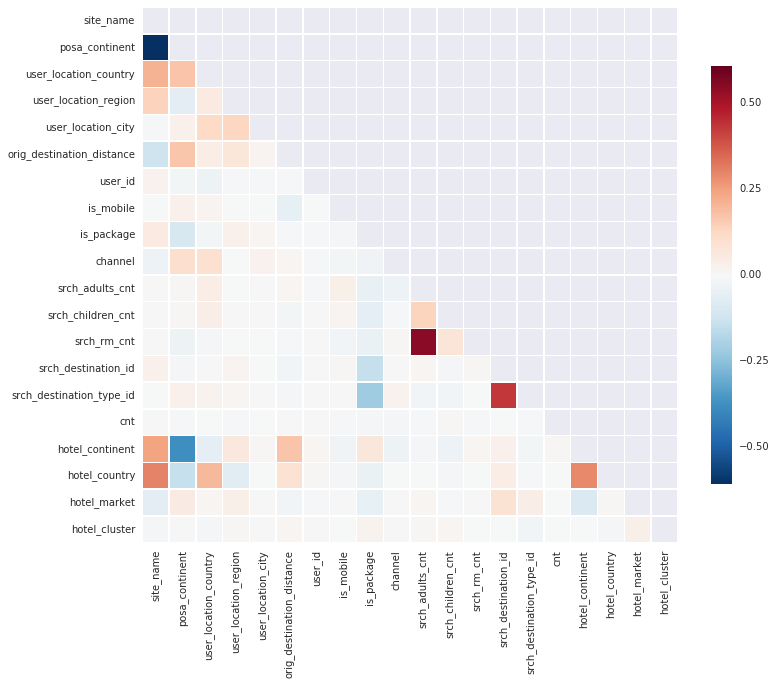 site_name
posa_continent
user_location_country
user_location_region
user_location_city
orig_destination_distance
user_id
is_mobile
is_package
channel
srch_adults_cnt
srch_children_cnt
srch_rm_cnt
srch_destination_id
srch_destination_type_id
cnt
hotel_continent
hotel_country
hotel_market
hotel_cluster
site_name
posa_continent
user_location_country
user_location_region
user_location_city
orig_destination_distance
user_id
is_mobile
is_package
channel
srch_adults_cnt
srch_children_cnt
srch_rm_cnt
srch_destination_id
srch_destination_type_id
cnt
hotel_continent
hotel_country
hotel_market
hotel_cluster
0.50
0.25
0.00
−0.25
−0.50